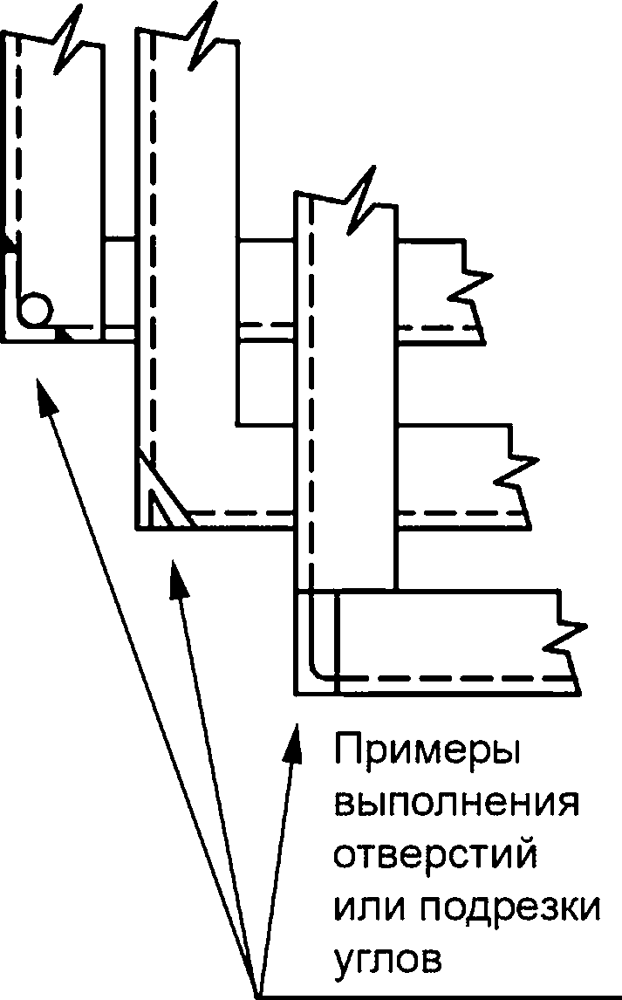 Примеры
выполнения
отверстий
или подрезки
углов